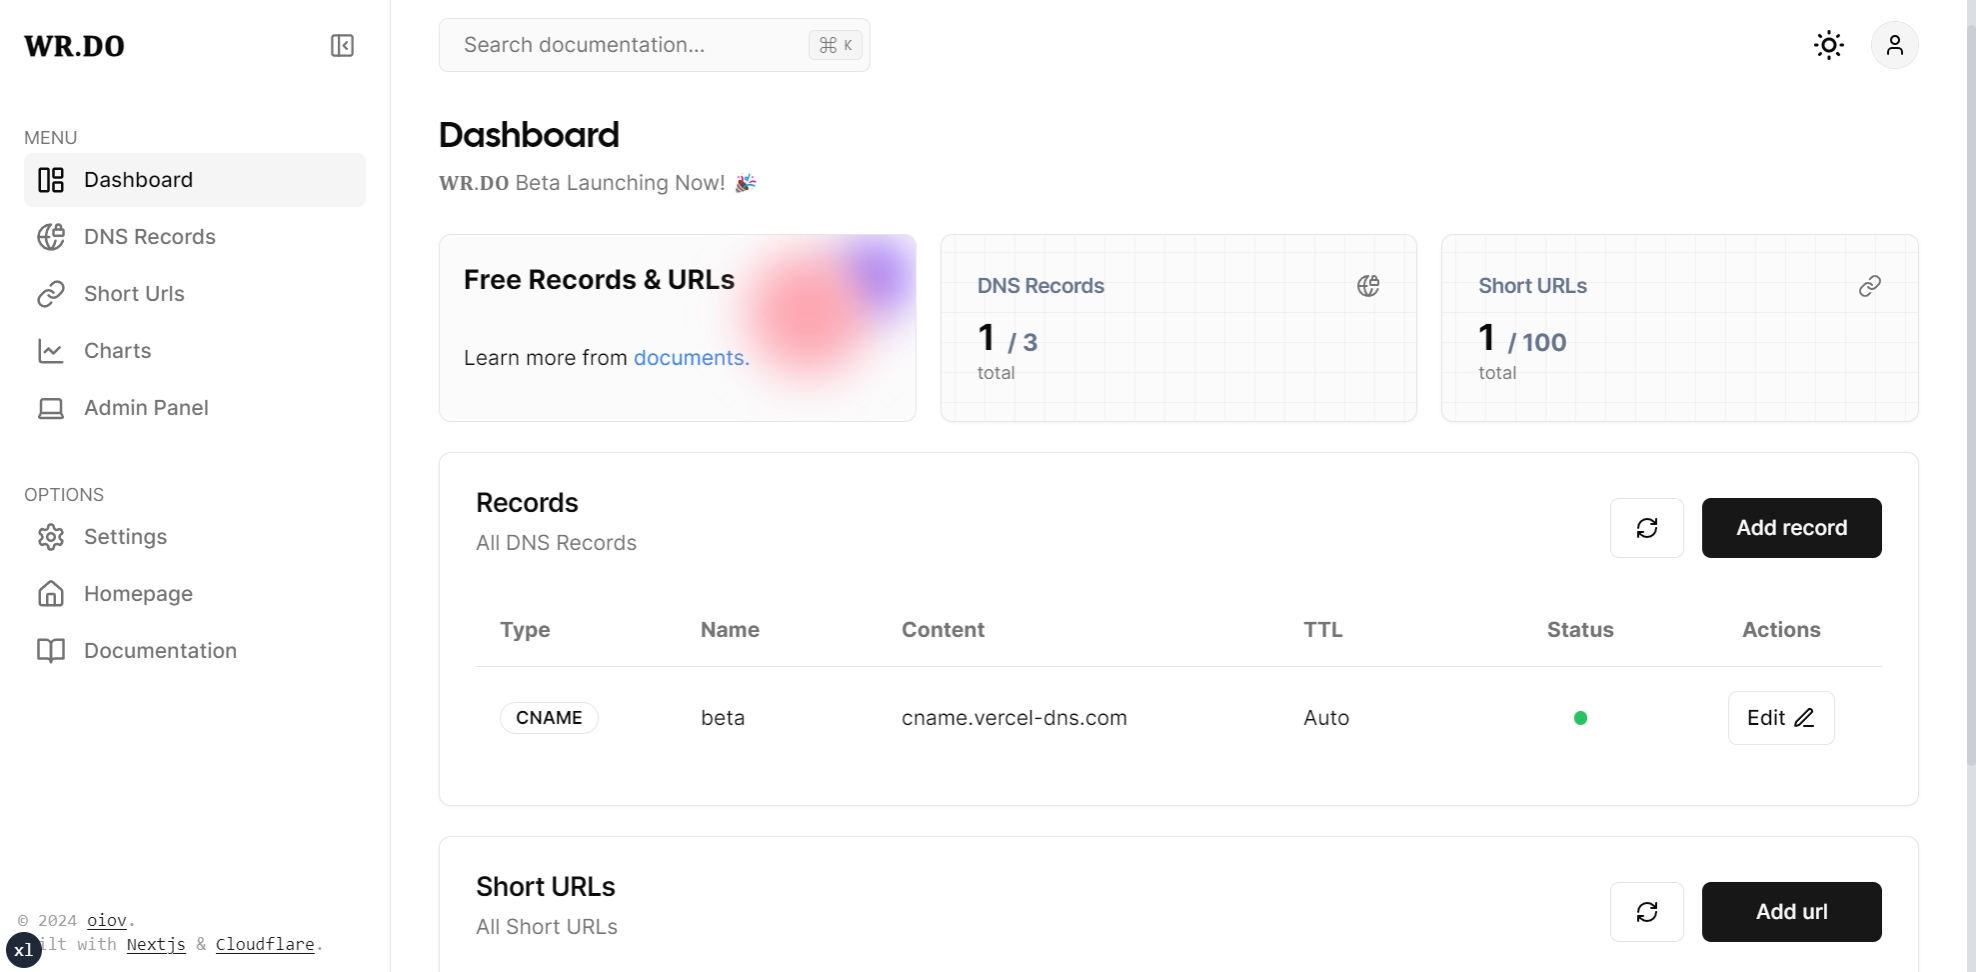 WR.DO
Search documentation...
⌘ K
MENU
Dashboard
DNS Records
Short Urls
Charts
Admin Panel
OPTIONS
Settings
Homepage
Documentation
© 2024 oiov.
ilt with Nextjs & Cloudflare.
xl
Dashboard
WR.DO Beta Launching Now! 🎉
Free Records & URLs
Learn more from documents.
DNS Records
1 / 3
total
Short URLs
1 / 100
total
Records
All DNS Records
Add record
Type Name Content TTL Status Actions
CNAME beta cname.vercel-dns.com Auto Edit
Short URLs
All Short URLs
Add url